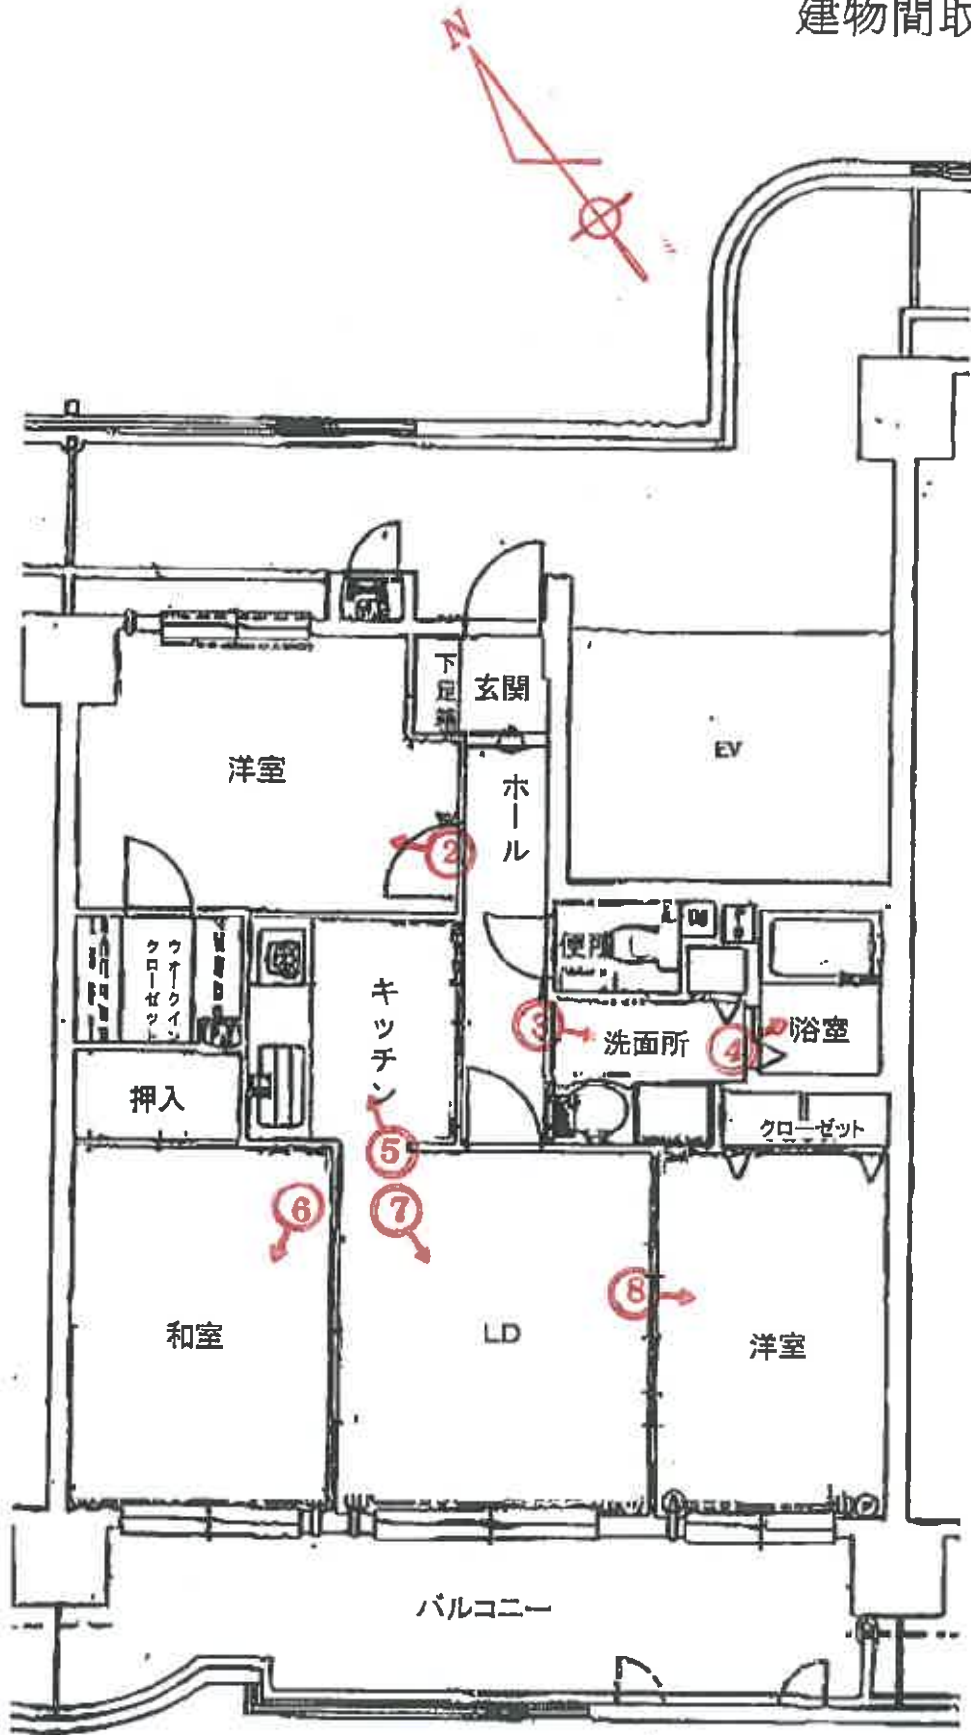 建物間取
N
下足箱
玄関
洋室
ホール
EV
②
ウォークイン
クローゼット
キッチン
便所
③
洗面所
④
浴室
押入
クローゼット
⑤
⑥
⑦
⑧
和室
LD
洋室
バルコニー